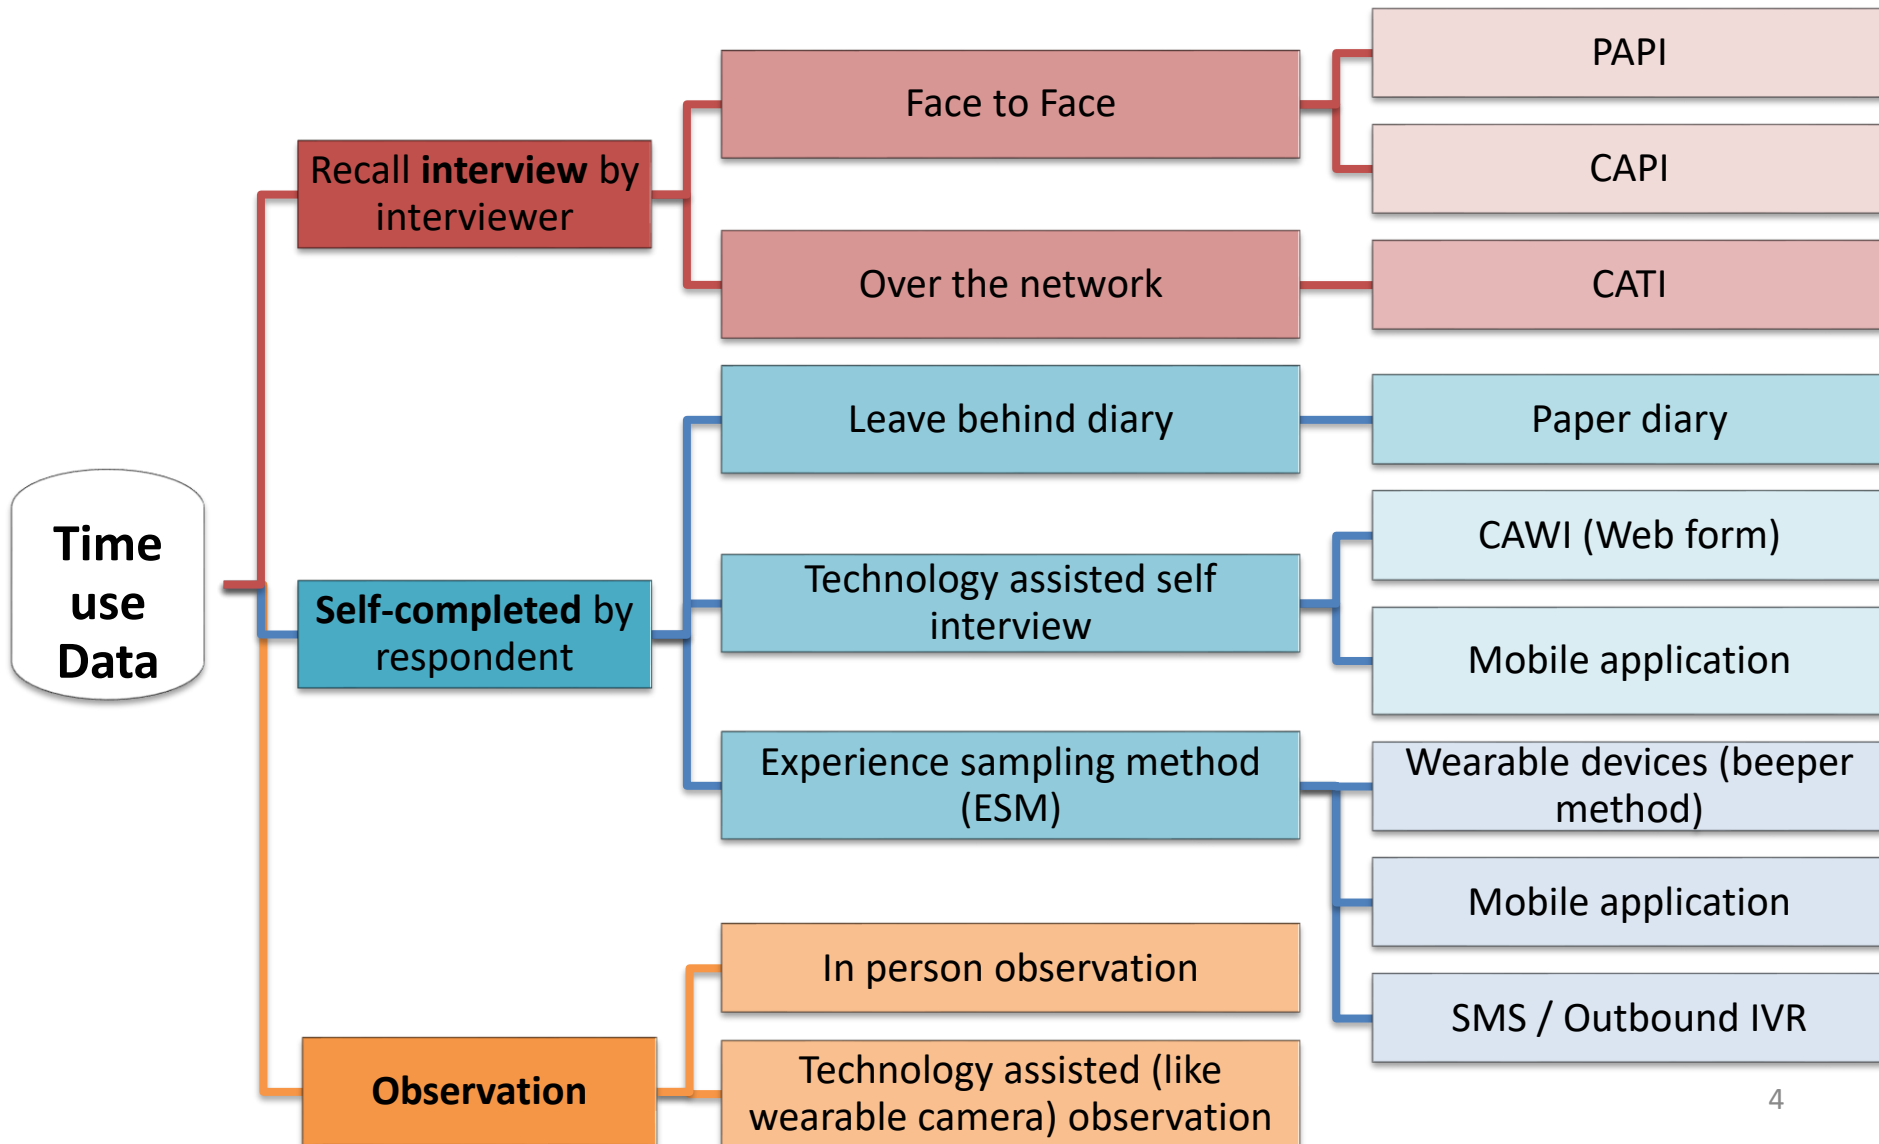 Time
use
Data
Recall interview by
interviewer
Face to Face
PAPI
CAPI
Over the network
CATI
Self-completed by
respondent
Leave behind diary
Paper diary
Technology assisted self
interview
CAWI (Web form)
Mobile application
Experience sampling method
(ESM)
Wearable devices (beeper
method)
Mobile application
SMS / Outbound IVR
Observation
In person observation
Technology assisted (like
wearable camera) observation
4